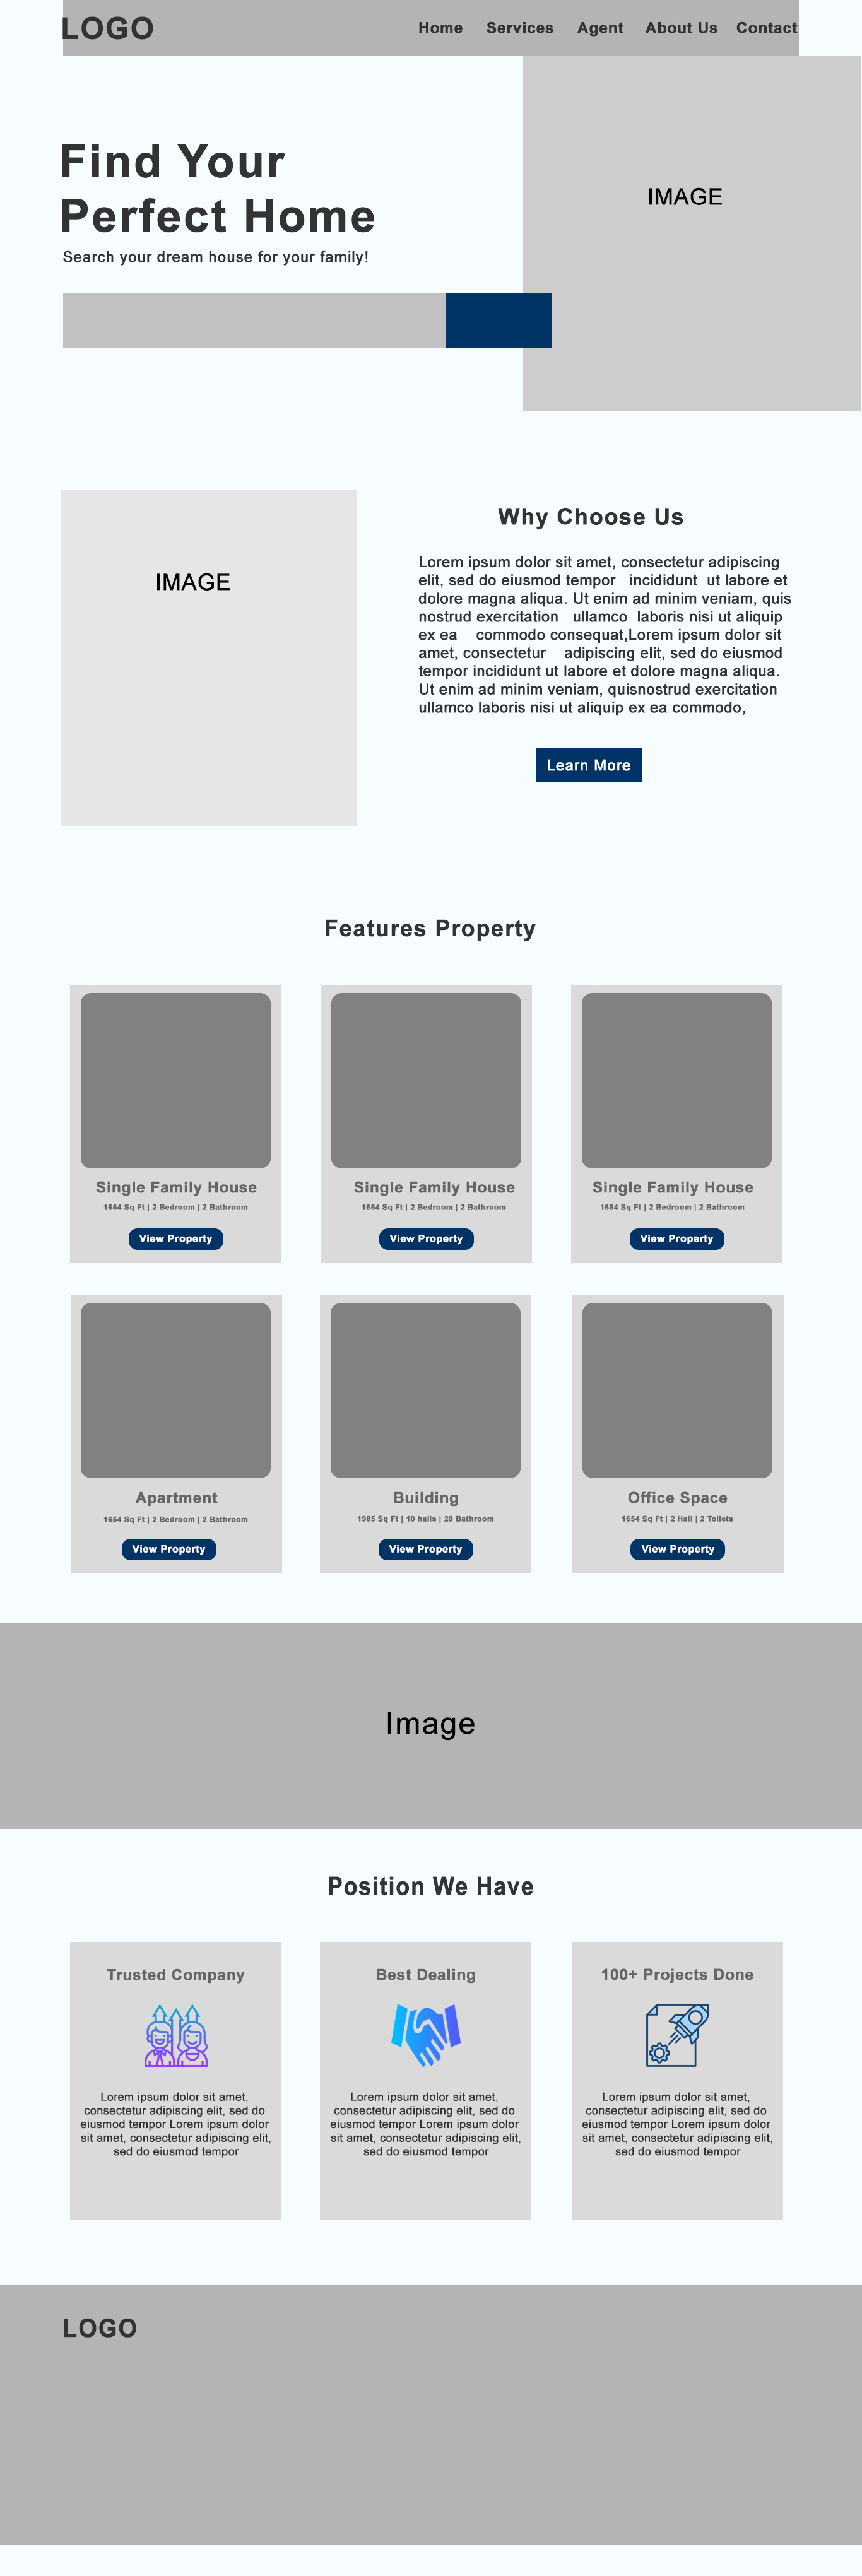 LOGO
Home Services Agent About Us Contact
Find Your
Perfect Home
Search your dream house for your family!
IMAGE
IMAGE
Why Choose Us
Lorem ipsum dolor sit amet, consectetur adipiscing
elit, sed do eiusmod tempor incididunt ut labore et
dolore magna aliqua. Ut enim ad minim veniam, quis
nostrud exercitation ullamco laboris nisi ut aliquip
ex ea commodo consequat,Lorem ipsum dolor sit
amet, consectetur adipiscing elit, sed do eiusmod
tempor incididunt ut labore et dolore magna aliqua.
Ut enim ad minim veniam, quisnostrud exercitation
ullamco laboris nisi ut aliquip ex ea commodo,
Learn More
Features Property
Single Family House
1654 Sq Ft | 2 Bedroom | 2 Bathroom
View Property
Single Family House
1654 Sq Ft | 2 Bedroom | 2 Bathroom
View Property
Single Family House
1654 Sq Ft | 2 Bedroom | 2 Bathroom
View Property
Apartment
1654 Sq Ft | 2 Bedroom | 2 Bathroom
View Property
Building
1985 Sq Ft | 10 halls | 20 Bathroom
View Property
Office Space
1654 Sq Ft | 2 Hall | 2 Toilets
View Property
Image
Position We Have
Trusted Company
Lorem ipsum dolor sit amet,
consectetur adipiscing elit, sed do
eiusmod tempor Lorem ipsum dolor
sit amet, consectetur adipiscing elit,
sed do eiusmod tempor
Best Dealing
Lorem ipsum dolor sit amet,
consectetur adipiscing elit, sed do
eiusmod tempor Lorem ipsum dolor
sit amet, consectetur adipiscing elit,
sed do eiusmod tempor
100+ Projects Done
Lorem ipsum dolor sit amet,
consectetur adipiscing elit, sed do
eiusmod tempor Lorem ipsum dolor
sit amet, consectetur adipiscing elit,
sed do eiusmod tempor
LOGO